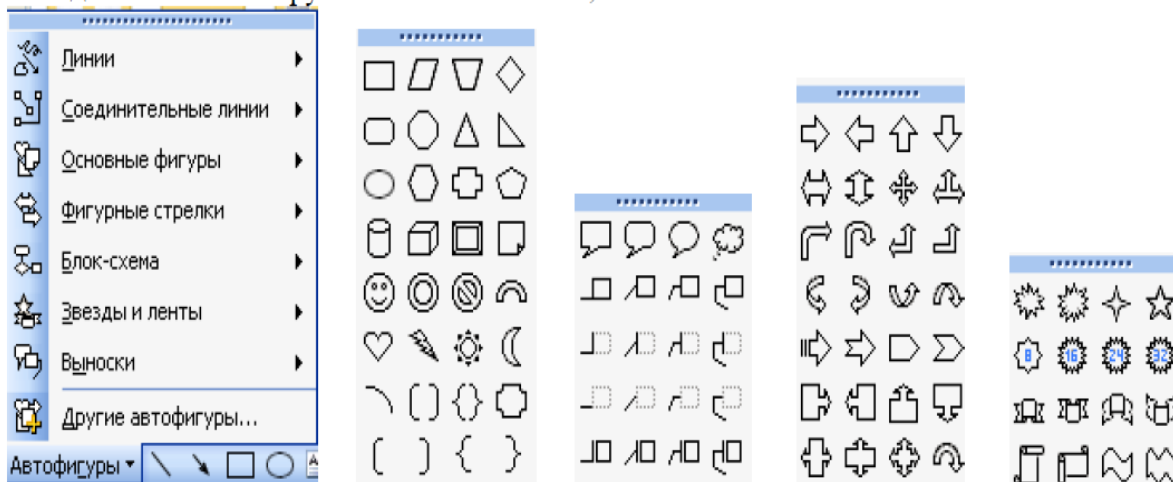 Линии
Соединительные линии
Основные фигуры
Фигурные стрелки
Блок-схема
Звезды и ленты
Выноски
Другие автофигуры...
Автофигуры
8 16 24 32